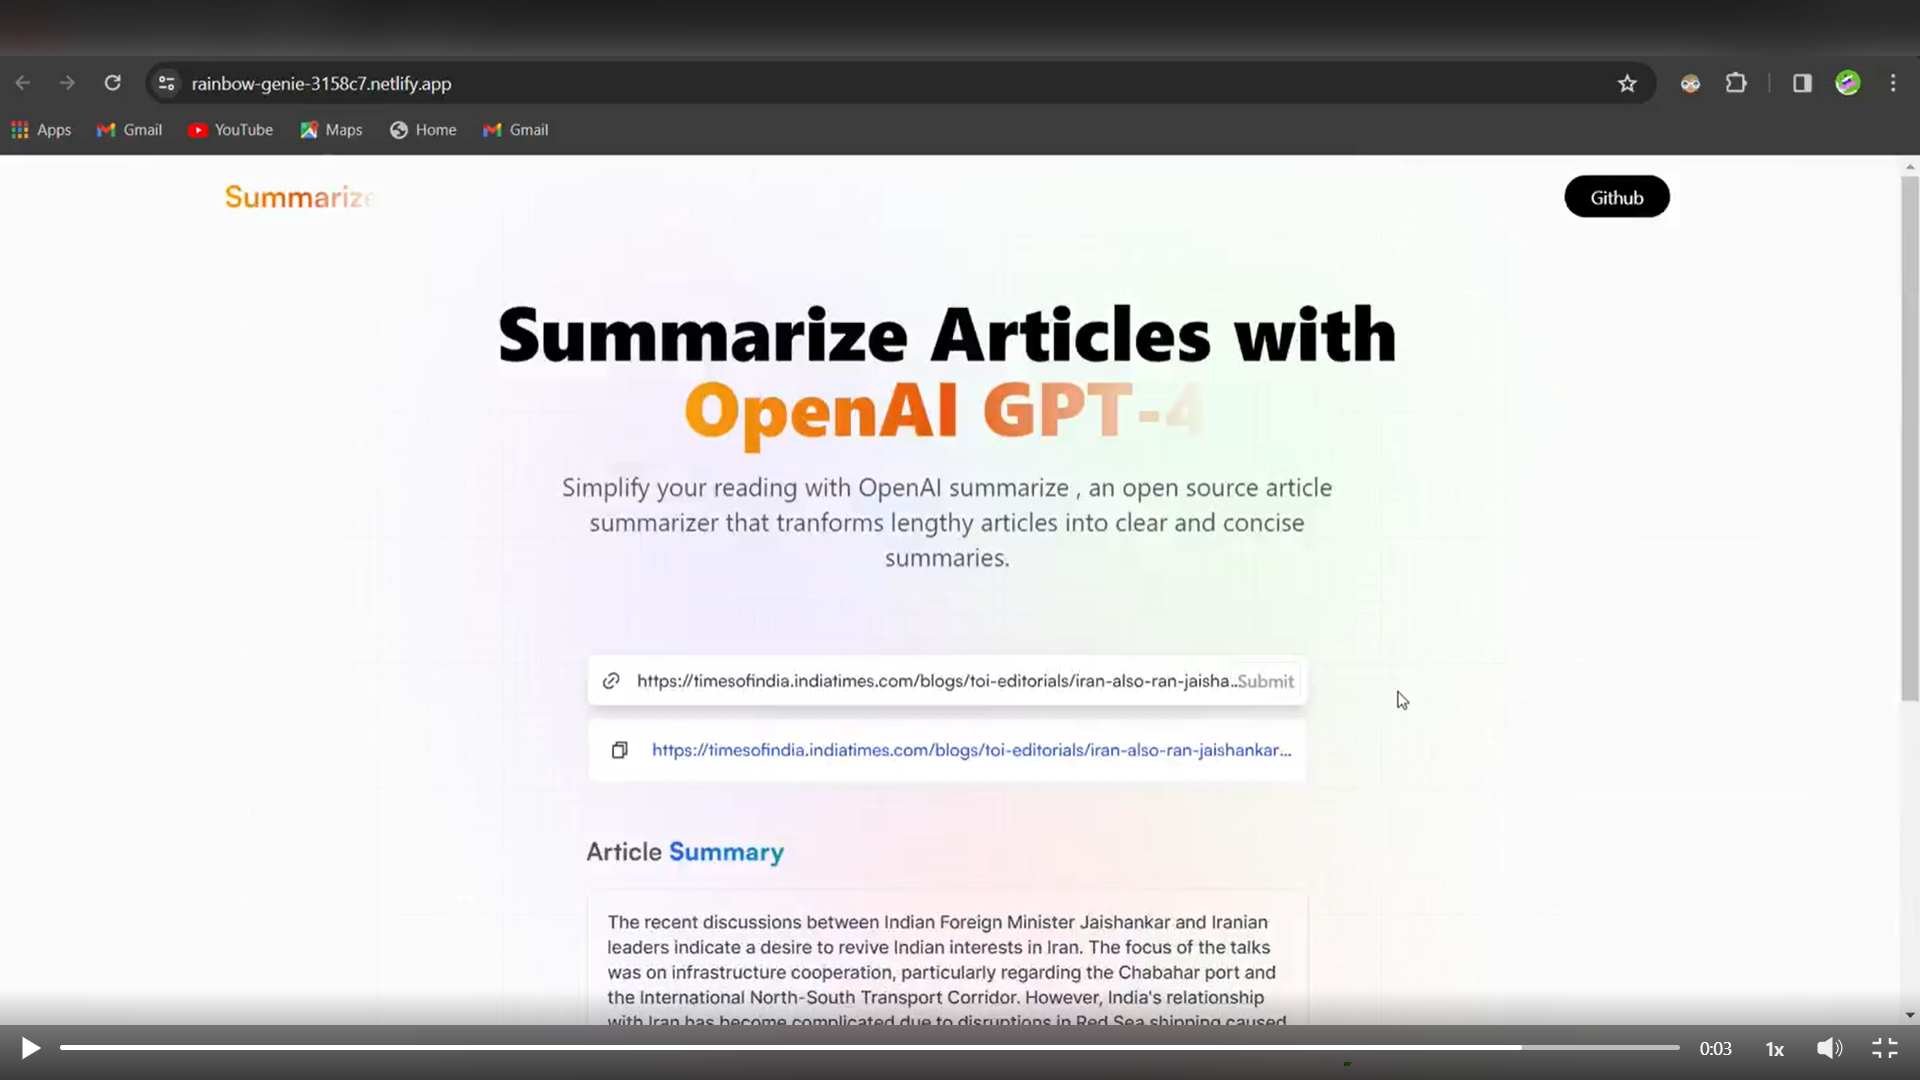 rainbow-genie-3158c7.netlify.app
Apps Gmail YouTube Maps Home Gmail
Summarize
Github
Summarize Articles with
OpenAI GPT-4
Simplify your reading with OpenAI summarize , an open source article
summarizer that tranforms lengthy articles into clear and concise
summaries.
https://timesofindia.indiatimes.com/blogs/toi-editorials/iran-also-ran-jaisha... Submit
https://timesofindia.indiatimes.com/blogs/toi-editorials/iran-also-ran-jaishankar...
Article Summary
The recent discussions between Indian Foreign Minister Jaishankar and Iranian
leaders indicate a desire to revive Indian interests in Iran. The focus of the talks
was on infrastructure cooperation, particularly regarding the Chabahar port and
the International North-South Transport Corridor. However, India's relationship
with Iran has become complicated due to disruptions in Red Sea shipping caused
0:03 1x